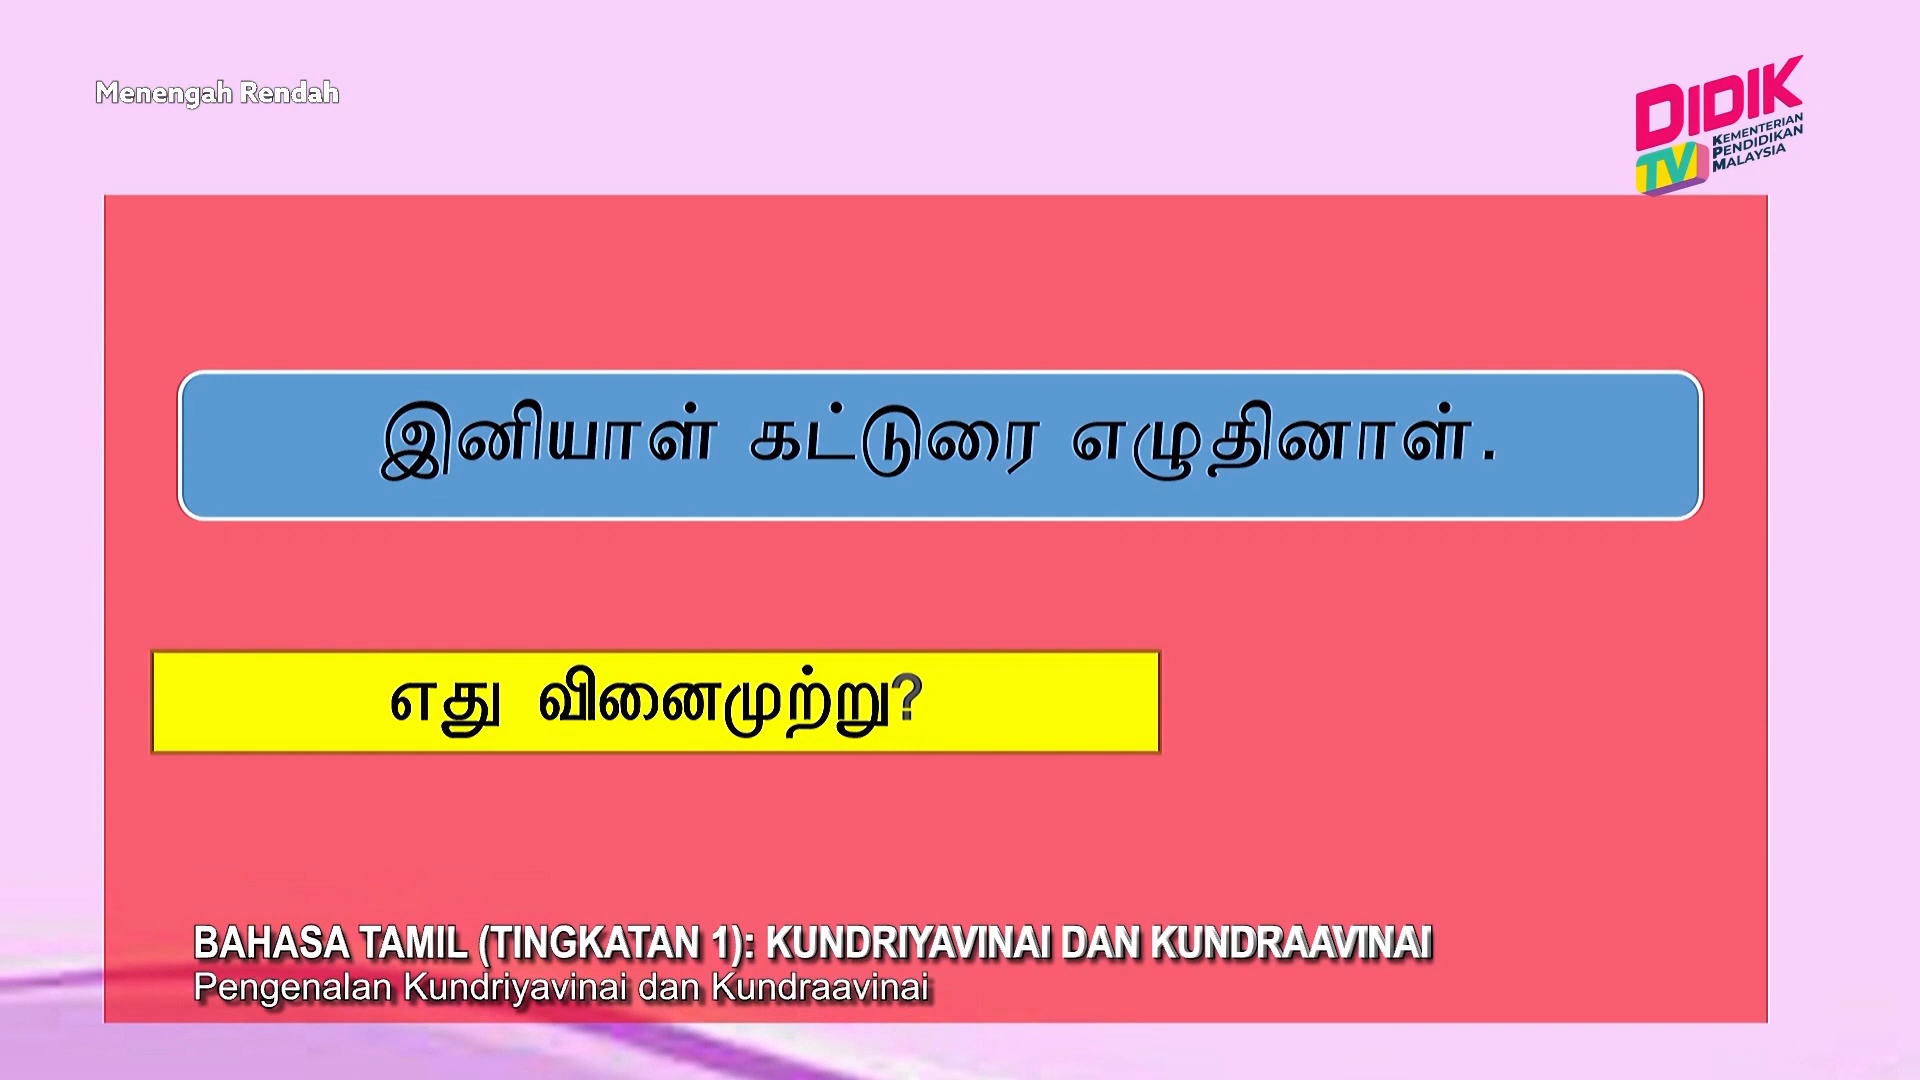 Menengah Rendah
DIDIK
TV
KEMENTERIAN
PENDIDIKAN
MALAYSIA
இனியாள் கட்டுரை எழுதினாள்.
எது வினைமுற்று?
BAHASA TAMIL (TINGKATAN 1): KUNDRIYAVINAI DAN KUNDRAAVINAI
Pengenalan Kundriyavinai dan Kundraavinai